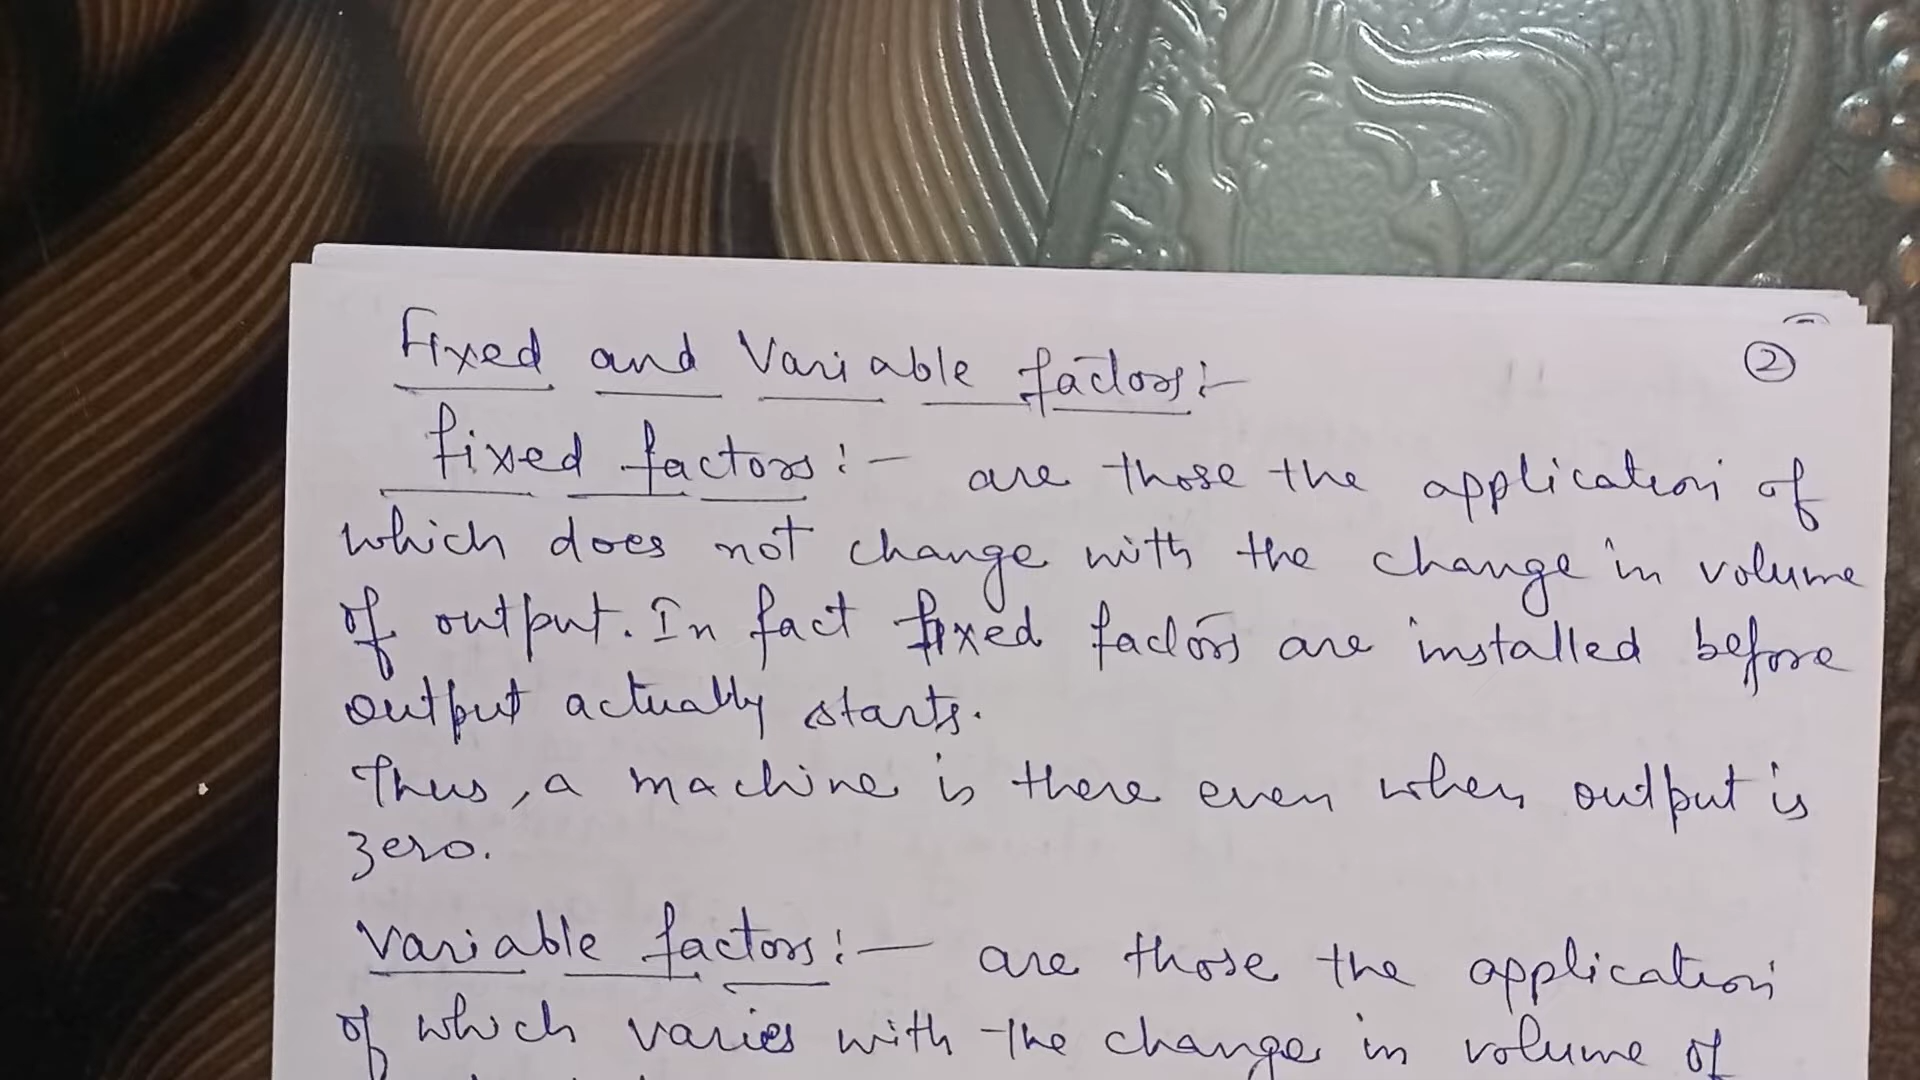 Fixed and Variable factors:-
②
fixed factors:- are those the application of
which does not change with the change in volume
of output. In fact fixed factors are installed before
output actually starts.
Thus, a machine is there even when output is
zero.
Variable factors:- are those the application
of which varies with the change in volume of